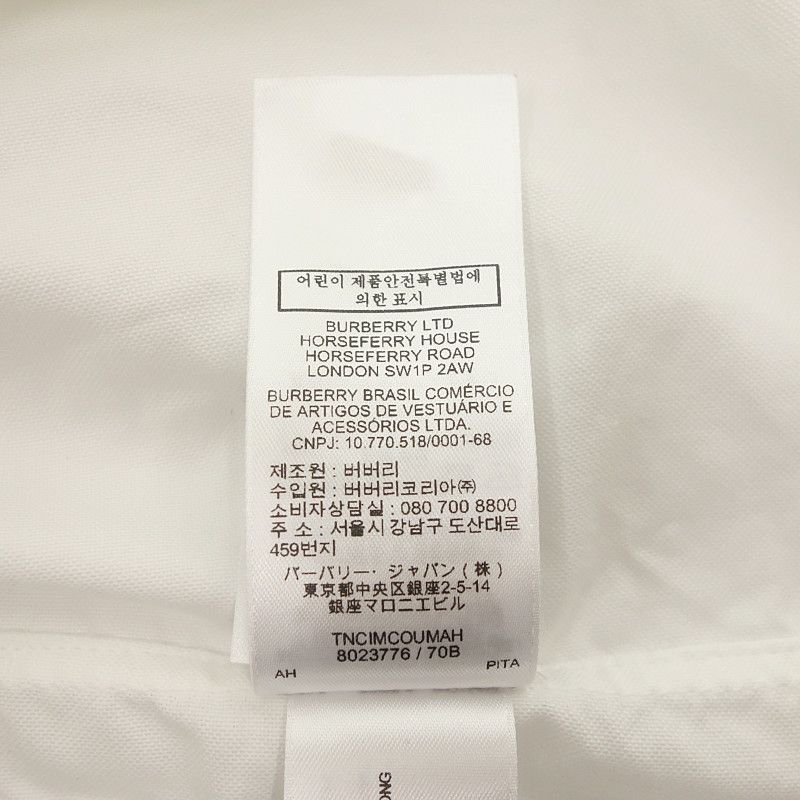 어린이 제품안전특별법에
의한 표시
BURBERRY LTD
HORSEFERRY HOUSE
HORSEFERRY ROAD
LONDON SW1P 2AW
BURBERRY BRASIL COMÉRCIO
DE ARTIGOS DE VESTUÁRIO E
ACESSÓRIOS LTDA.
CNPJ: 10.770.518/0001-68
제조원 : 버버리
수입원 : 버버리코리아㈜
소비자상담실 : 080 700 8800
주 소 : 서울시 강남구 도산대로
459번지
バーバリー・ジャパン(株)
東京都中央区銀座2-5-14
銀座マロニエビル
TNCIMCOUMAH
8023776 / 70B
AH PITA